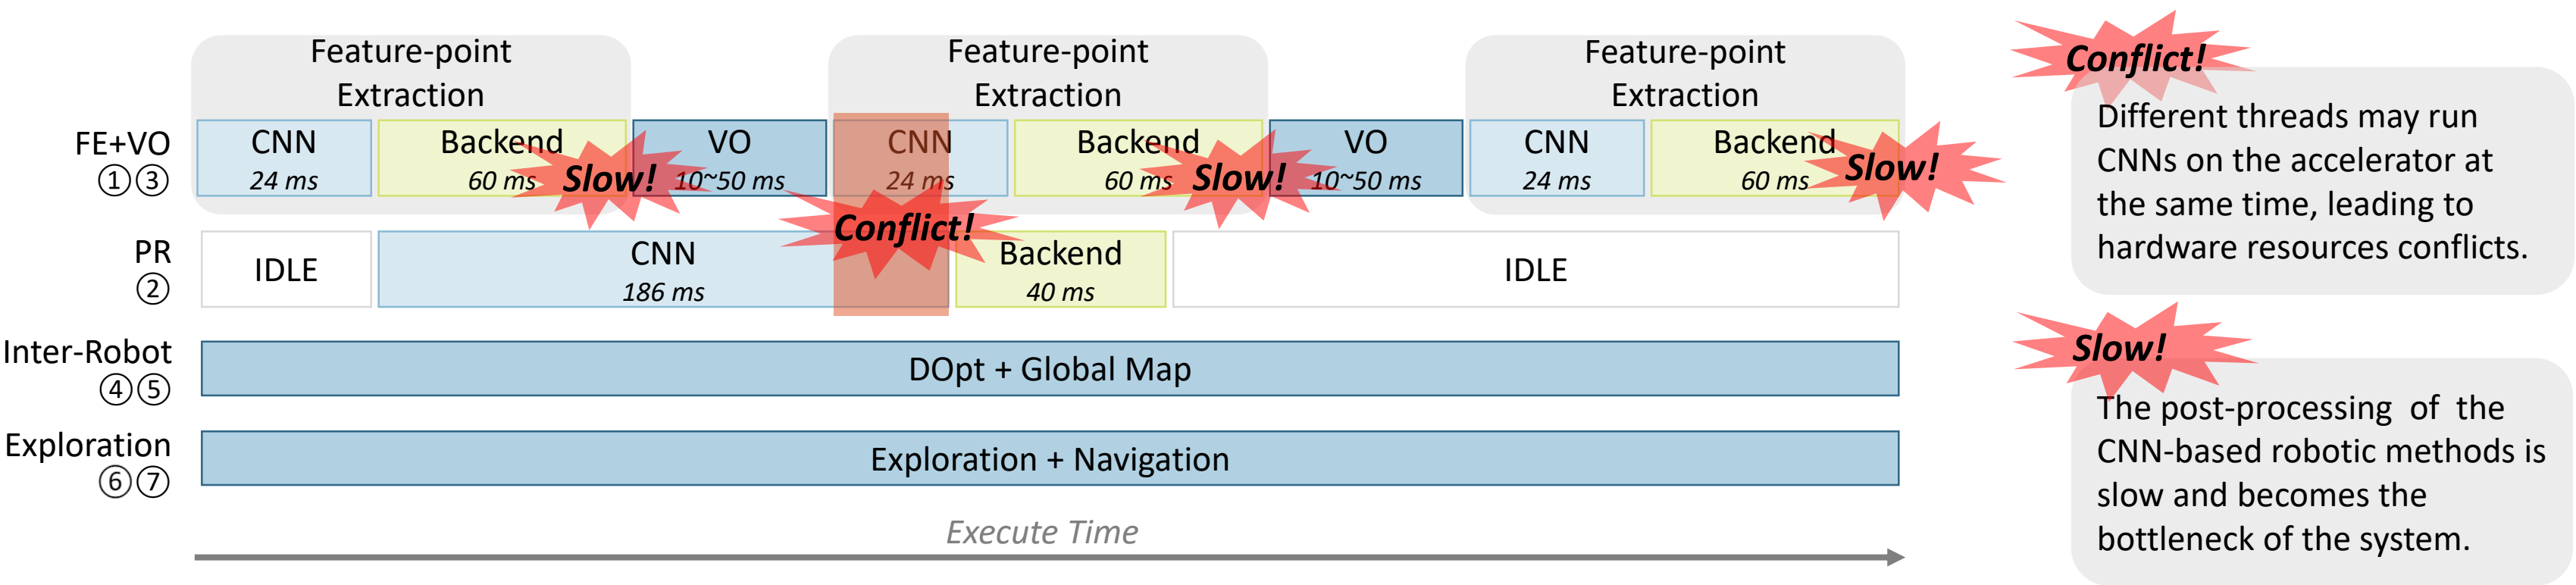 Feature-point
Extraction
Feature-point
Extraction
Feature-point
Extraction
FE+VO
①③
CNN
24 ms
Backend
60 ms
Slow!
VO
10~50 ms
CNN
24 ms
Backend
60 ms
Slow!
VO
10~50 ms
CNN
24 ms
Backend
60 ms
Slow!
Conflict!
PR
②
IDLE
CNN
186 ms
Backend
40 ms
IDLE
Inter-Robot
④⑤
DOpt + Global Map
Exploration
⑥⑦
Exploration + Navigation
Execute Time
Conflict!
Different threads may run
CNNs on the accelerator at
the same time, leading to
hardware resources conflicts.
Slow!
The post-processing of the
CNN-based robotic methods is
slow and becomes the
bottleneck of the system.